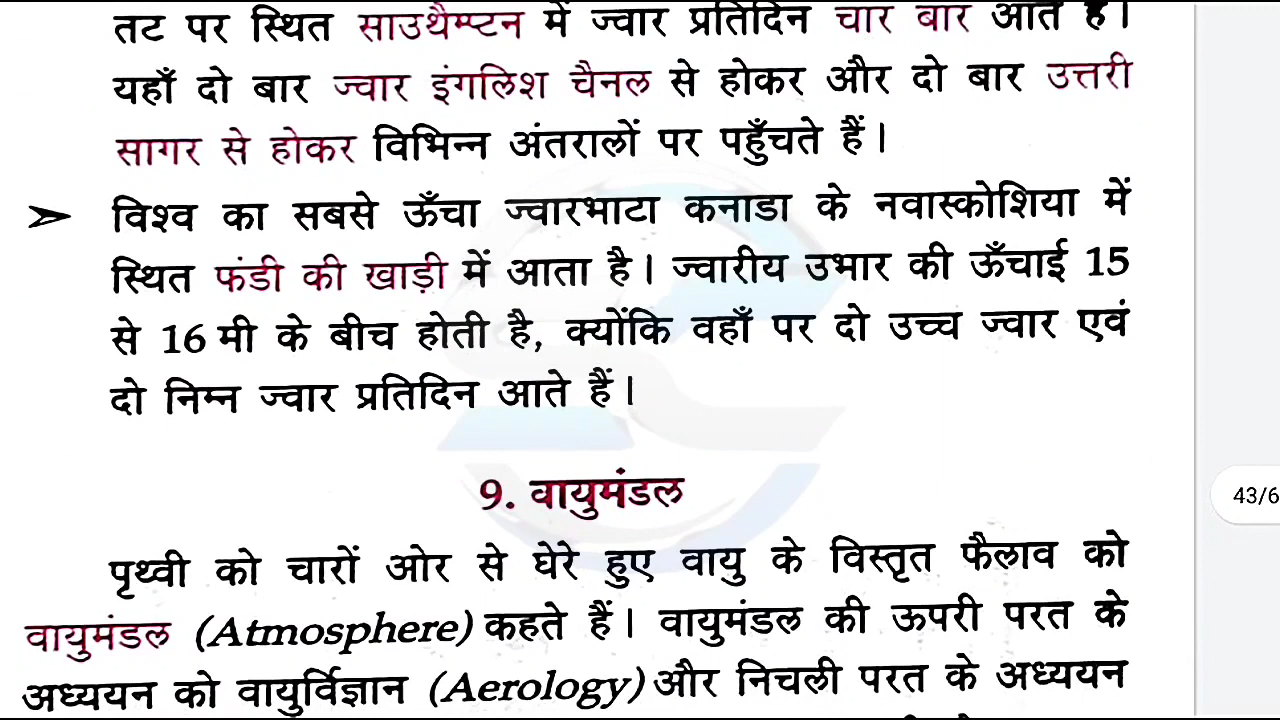 तट पर स्थित साउथैम्प्टन में ज्वार प्रतिदिन चार बार आते हैं।
यहाँ दो बार ज्वार इंगलिश चैनल से होकर और दो बार उत्तरी
सागर से होकर विभिन्न अंतरालों पर पहुँचते हैं।
➢ विश्व का सबसे ऊँचा ज्वारभाटा कनाडा के नवास्कोशिया में
स्थित फंडी की खाड़ी में आता है। ज्वारीय उभार की ऊँचाई 15
से 16 मी के बीच होती है, क्योंकि वहाँ पर दो उच्च ज्वार एवं
दो निम्न ज्वार प्रतिदिन आते हैं।
9. वायुमंडल
43/6
पृथ्वी को चारों ओर से घेरे हुए वायु के विस्तृत फैलाव को
वायुमंडल (Atmosphere) कहते हैं। वायुमंडल की ऊपरी परत के
अध्ययन को वायुर्विज्ञान (Aerology) और निचली परत के अध्ययन